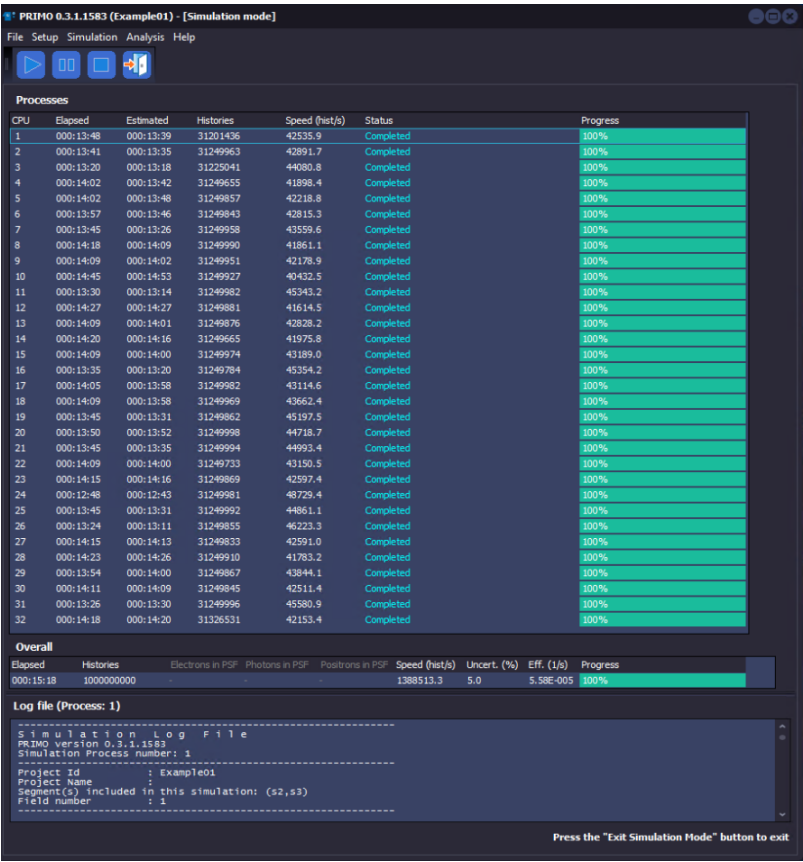 PRIMO 0.3.1.1583 (Example01) - [Simulation mode]
File Setup Simulation Analysis Help
Processes
CPU Elapsed Estimated Histories Speed (hist/s) Status Progress
1 000:13:48 000:13:39 31201436 42535.9 Completed 100%
2 000:13:41 000:13:35 31249963 42891.7 Completed 100%
3 000:13:20 000:13:18 31225041 44080.8 Completed 100%
4 000:14:02 000:13:42 31249655 41898.4 Completed 100%
5 000:14:02 000:13:48 31249857 42218.8 Completed 100%
6 000:13:57 000:13:46 31249843 42815.3 Completed 100%
7 000:13:45 000:13:26 31249958 43559.6 Completed 100%
8 000:14:18 000:14:09 31249990 41861.1 Completed 100%
9 000:14:09 000:14:02 31249951 42178.9 Completed 100%
10 000:14:45 000:14:53 31249927 40432.5 Completed 100%
11 000:13:30 000:13:14 31249982 45343.2 Completed 100%
12 000:14:27 000:14:27 31249881 41614.5 Completed 100%
13 000:14:09 000:14:01 31249876 42828.2 Completed 100%
14 000:14:20 000:14:16 31249665 41975.8 Completed 100%
15 000:14:09 000:14:00 31249974 43189.0 Completed 100%
16 000:13:35 000:13:20 31249784 45354.2 Completed 100%
17 000:14:05 000:13:58 31249982 43114.6 Completed 100%
18 000:14:09 000:13:58 31249969 43662.4 Completed 100%
19 000:13:45 000:13:31 31249862 45197.5 Completed 100%
20 000:13:50 000:13:52 31249998 44718.7 Completed 100%
21 000:13:45 000:13:35 31249994 44993.4 Completed 100%
22 000:14:09 000:14:00 31249733 43150.5 Completed 100%
23 000:14:15 000:14:16 31249869 42597.4 Completed 100%
24 000:12:48 000:12:43 31249981 48729.4 Completed 100%
25 000:13:45 000:13:31 31249992 44861.1 Completed 100%
26 000:13:24 000:13:11 31249855 46223.3 Completed 100%
27 000:14:15 000:14:13 31249833 42591.0 Completed 100%
28 000:14:23 000:14:26 31249910 41783.2 Completed 100%
29 000:13:54 000:14:00 31249867 43844.1 Completed 100%
30 000:14:11 000:14:09 31249845 42511.4 Completed 100%
31 000:13:26 000:13:30 31249996 45580.9 Completed 100%
32 000:14:18 000:14:20 31326531 42153.4 Completed 100%
Overall
Elapsed Histories Electrons in PSF Photons in PSF Positrons in PSF Speed (hist/s) Uncert. (%) Eff. (1/s) Progress
000:15:18 1000000000 - - - 1388513.3 5.0 5.58E-005 100%
Log file (Process: 1)
------------------------------------------------------------
S i m u l a t i o n   L o g   F i l e
PRIMO version 0.3.1.1583
Simulation Process number: 1
------------------------------------------------------------
Project Id : Example01
Project Name :
Segment(s) included in this simulation: (s2,s3)
Field number : 1
------------------------------------------------------------
Press the "Exit Simulation Mode" button to exit